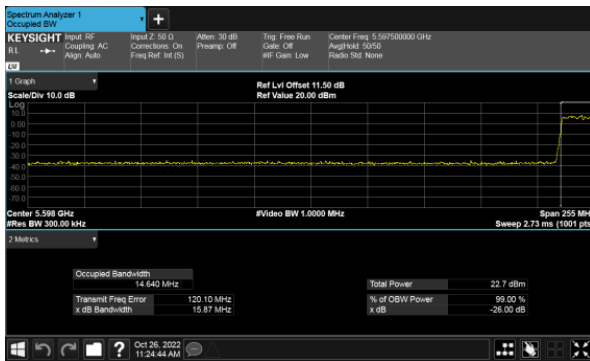 Spectrum Analyzer 1
Occupied BW
KEYSIGHT
Input: RF
Input Z: 50 Ω
Atten: 30 dB
Trig: Free Run
Center Freq: 5.597500000 GHz
RL
Coupling: AC
Corrections: On
Preamp: Off
Gate: Off
Avg|Hold: 50/50
Align: Auto
Freq Ref: Int (S)
#IF Gain: Low
Radio Std: None
LXI
1 Graph
Ref Lvl Offset 11.50 dB
Scale/Div 10.0 dB
Ref Value 20.00 dBm
Log
10.0
0.00
-10.0
-20.0
-30.0
-40.0
-50.0
-60.0
-70.0
Center 5.598 GHz
#Video BW 1.0000 MHz
Span 255 MH
#Res BW 300.00 kHz
Sweep 2.73 ms (1001 pts
2 Metrics
Occupied Bandwidth
14.640 MHz
Total Power
22.7 dBm
Transmit Freq Error
120.10 MHz
% of OBW Power
99.00 %
x dB Bandwidth
15.87 MHz
x dB
-26.00 dB
?
Oct 26, 2022
11:24:44 AM